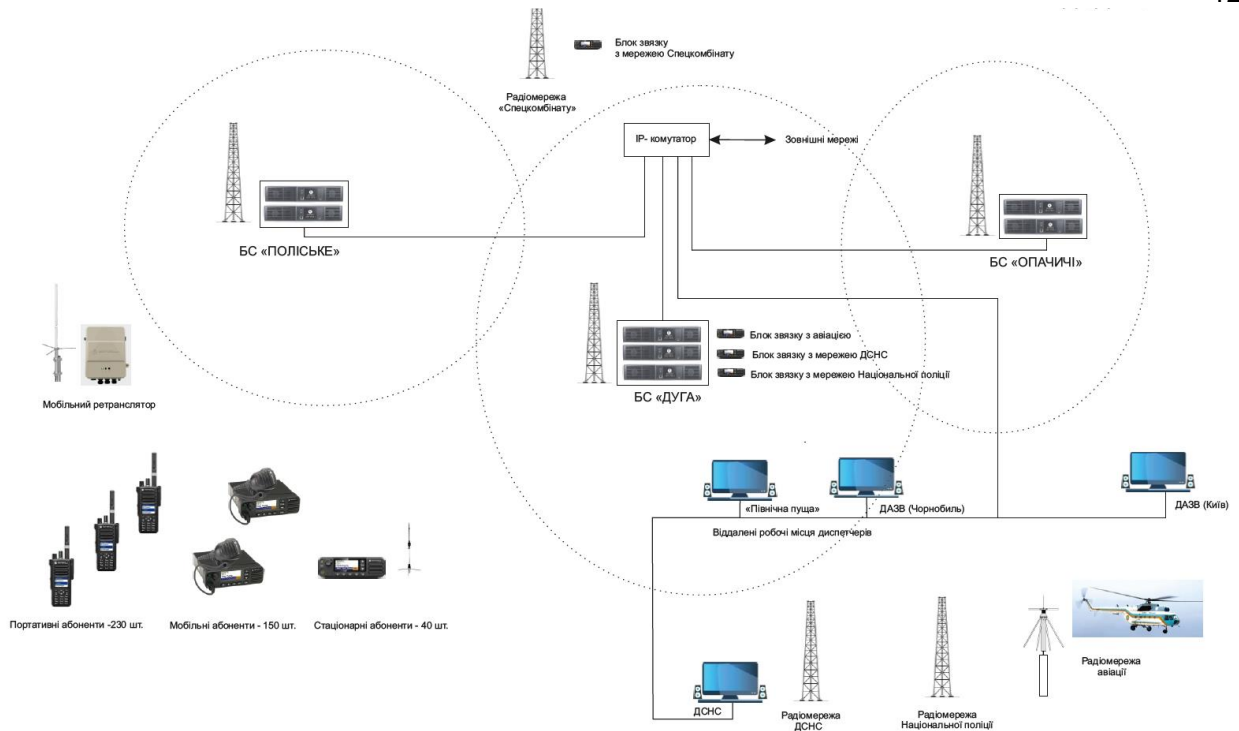 12
Блок звязку
з мережею Спецкомбінату
Радіомережа
«Спецкомбінату»
IP- комутатор
Зовнішні мережі
БС «ПОЛІСЬКЕ»
БС «ОПАЧИЧІ»
Блок звязку з авіацією
Блок звязку з мережею ДСНС
Блок звязку з мережею Національної поліції
БС «ДУГА»
Мобільний ретранслятор
«Північна пуща»
ДАЗВ (Чорнобиль)
ДАЗВ (Київ)
Віддалені робочі місця диспетчерів
Портативні абоненти -230 шт.
Мобільні абоненти - 150 шт.
Стаціонарні абоненти - 40 шт.
Радіомережа
авіації
ДСНС
Радіомережа
ДСНС
Радіомережа
Національної поліції